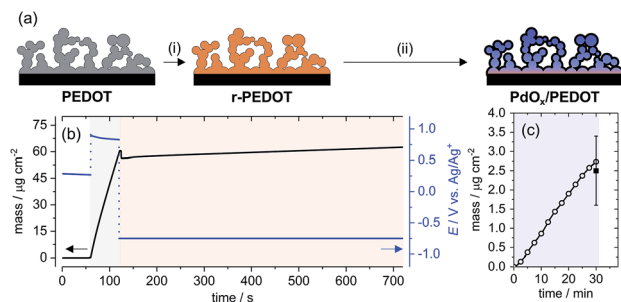 (a)
(i)
(ii)
PEDOT
r-PEDOT
PdOx/PEDOT
(b)
mass / µg cm-2
75
60
45
30
15
0
0 100 200 300 400 500 600 700
time / s
1.0
0.5
0.0
-0.5
-1.0
E / V vs. Ag/Ag+
(c)
mass / µg cm-2
4.0
3.5
3.0
2.5
2.0
1.5
1.0
0.5
0.0
0 10 20 30
time / min